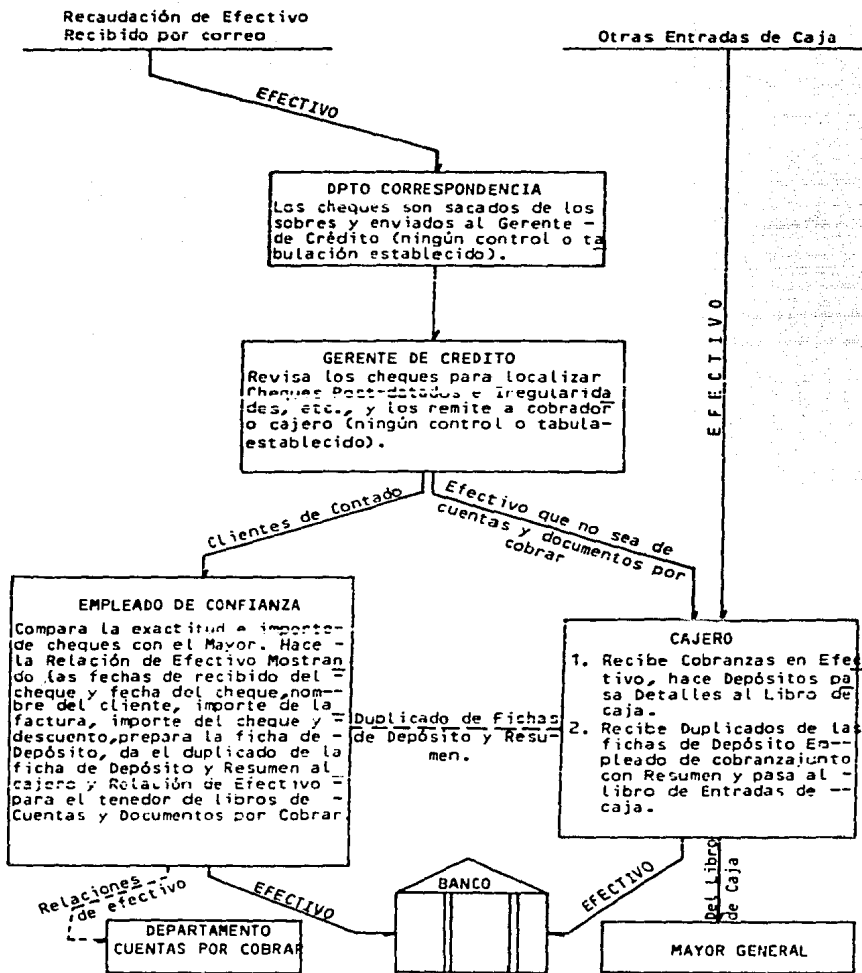 Recaudación de Efectivo
Recibido por correo
Otras Entradas de Caja
EFECTIVO
DPTO CORRESPONDENCIA
Los cheques son sacados de los
sobres y enviados al Gerente -
de Crédito (ningún control o ta
bulación establecido).
EFECTIVO
GERENTE DE CREDITO
Revisa los cheques para localizar
Cheques Post-datados e Iregularida
des, etc., y los remite a cobrador
o cajero (ningún control o tabula-
establecido).
Clientes de Contado
Efectivo que no sea de
cuentas y documentos por
cobrar
EMPLEADO DE CONFIANZA
Compara la exactitud e importe-
de cheques con el Mayor. Hace -
la Relación de Efectivo Mostran
do las fechas de recibido del -
cheque y fecha del cheque,nom--
bre del cliente, importe de la
factura, importe del cheque y -
descuento,prepara la ficha de -
Depósito, da el duplicado de la
ficha de Depósito y Resumen al
cajero y Relación de Efectivo -
para el tenedor de libros de -
Cuentas y Documentos por Cobrar
Duplicado de Fichas
de Depósito y Resu-
men.
CAJERO
1. Recibe Cobranzas en Efec
tivo, hace Depósitos pa
sa Detalles al Libro de
caja.
2. Recibe Duplicados de las
fichas de Depósito Em--
pleado de cobranzajunto
con Resumen y pasa al -
libro de Entradas de --
caja.
Relaciones
de efectivo
EFECTIVO
BANCO
EFECTIVO
Del Libro
de Caja
DEPARTAMENTO
CUENTAS POR COBRAR
MAYOR GENERAL